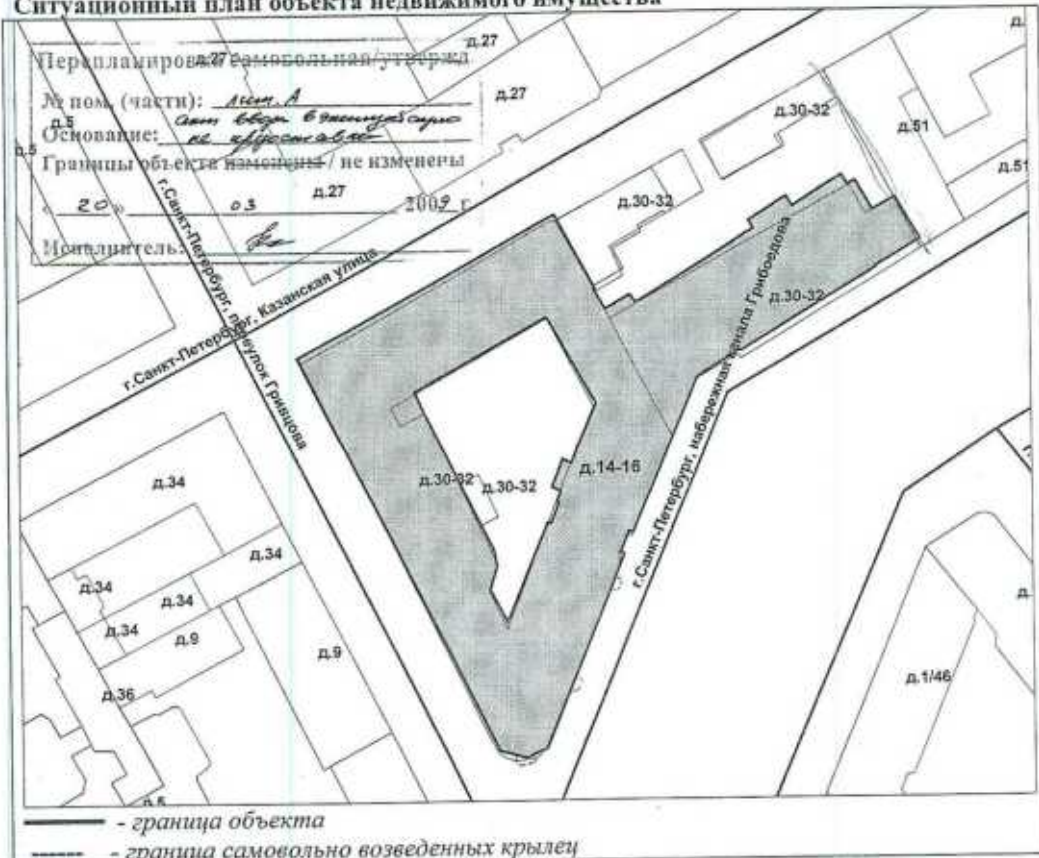 Ситуационный план объекта недвижимого имущества
Перепланировка самовольная/утвержд
№ пом. (части): лит. А
Основание: не
Границы объекта изменены / не изменены
« 20 » 03 2009 г
Исполнитель:
д.27
д.27
д.27
д.27
д.5
д.5
д.
д.30-32
д.51
д.51
д.30-32
д.30-32
г.Санкт-Петербург, Казанская улица
г.Санкт-Петербург, переулок Гривцова
г.Санкт-Петербург, набережная канала Грибоедова
д.30-32
д.30-32
д.14-16
д.34
д.34
д.34
д.34
д.34
д.9
д.9
д.36
д.5
г.
д.
д.1/46
- граница объекта
- граница самовольно возведенных крылец